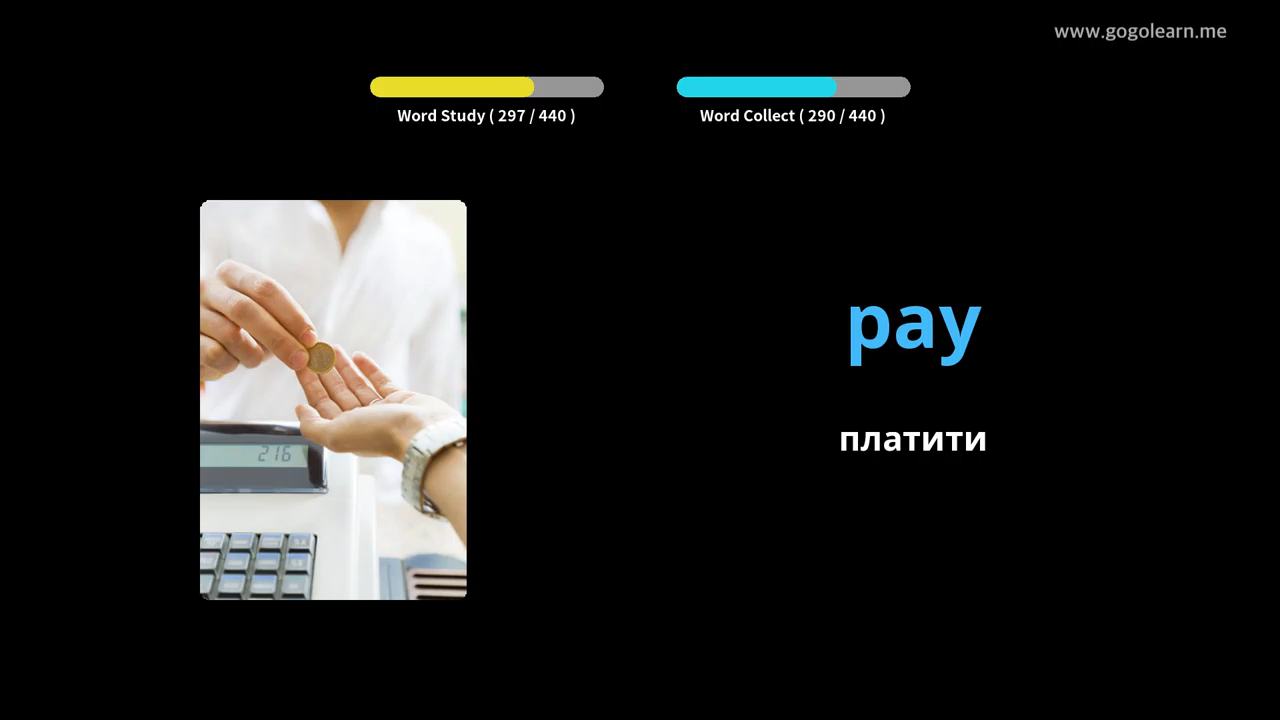 www.gogolearn.me
Word Study ( 297 / 440 )
Word Collect ( 290 / 440 )
216
pay
платити